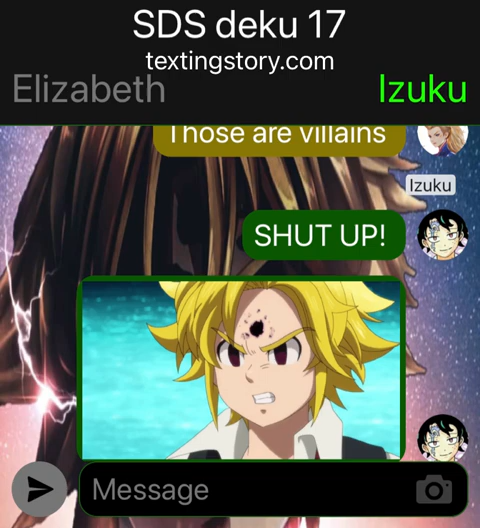 SDS deku 17
textingstory.com
Elizabeth
Izuku
Those are villains
Izuku
SHUT UP!
Message